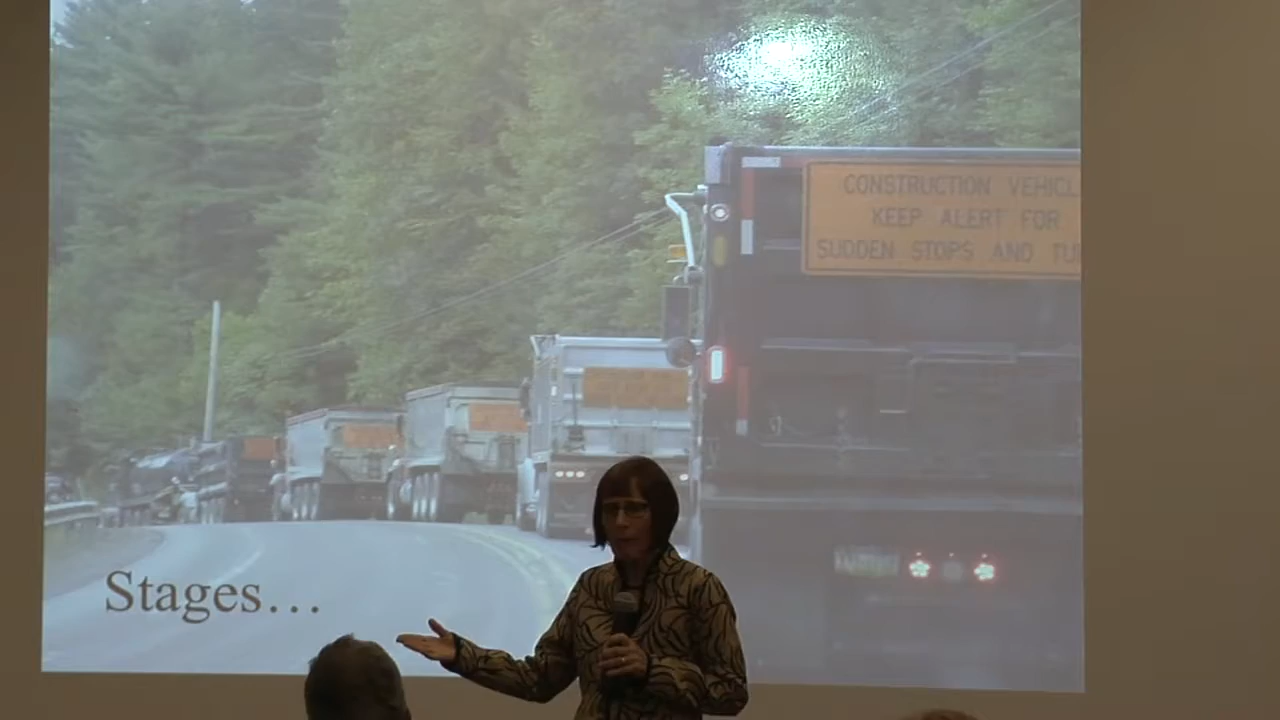 CONSTRUCTION VEHICL
KEEP ALERT FOR
SUDDEN STOPS AND TU
Stages...